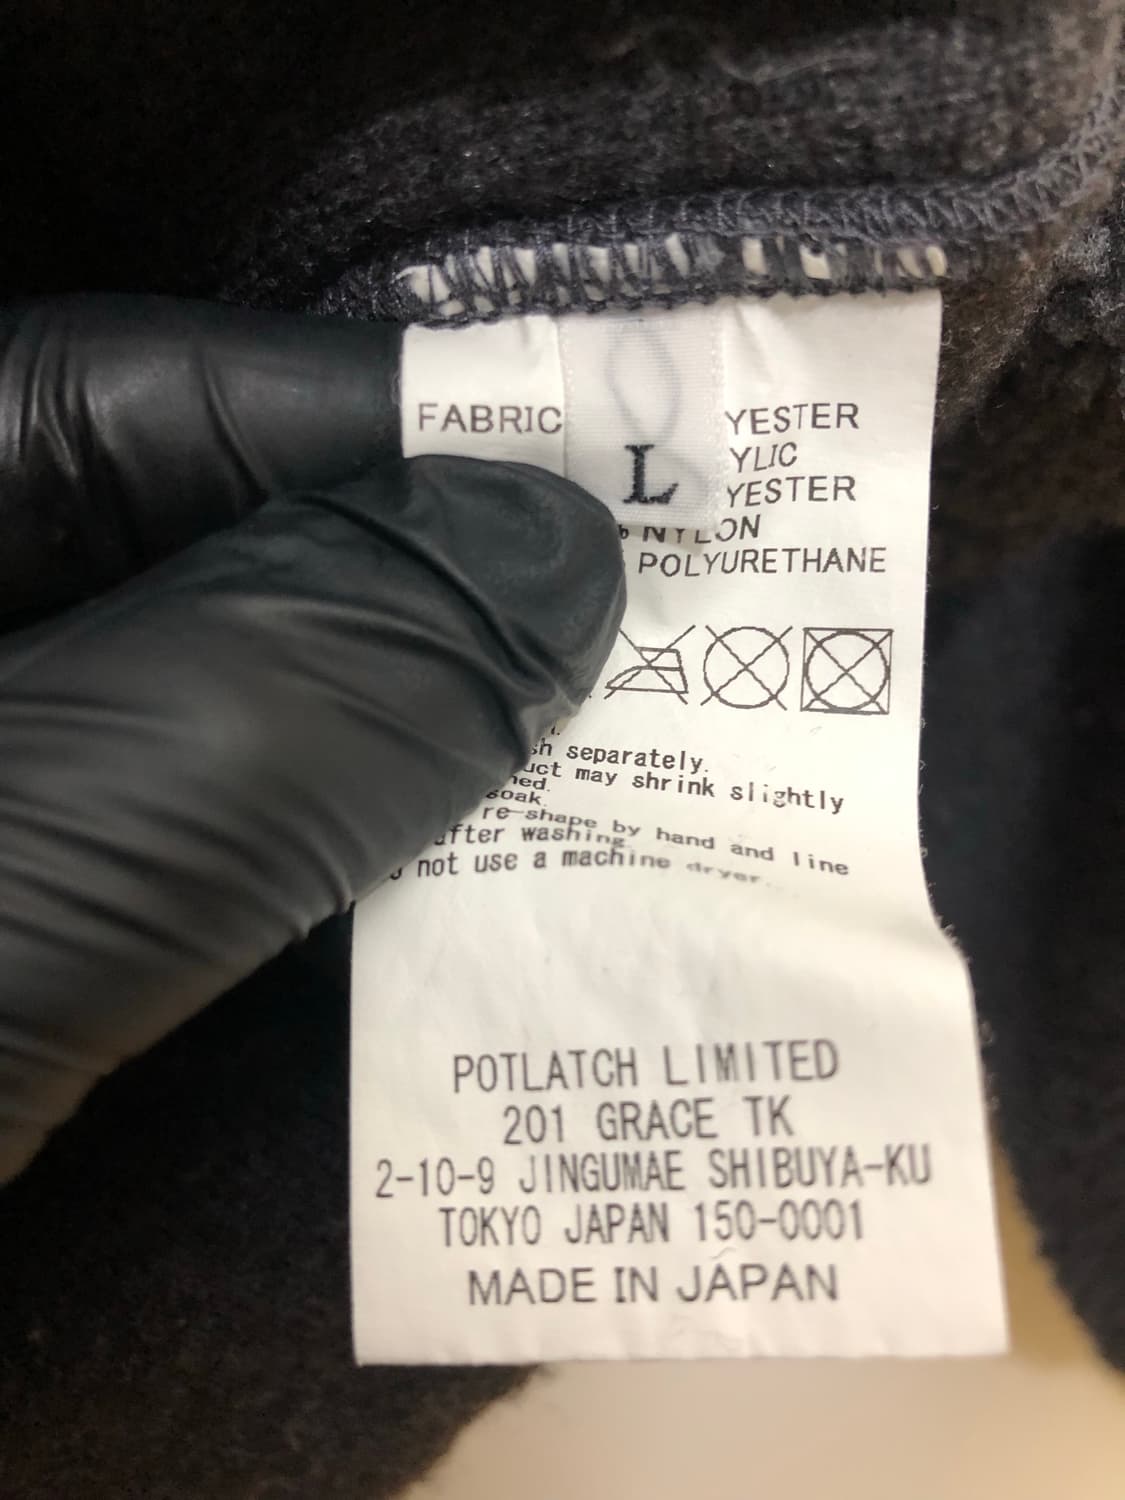 FABRIC YESTER
YLIC
L
YESTER
NYLON
POLYURETHANE
separately.
may shrink slightly
soak
re-shape by hand and line
after washing.
not use a machine dryer.
POTLATCH LIMITED
201 GRACE TK
2-10-9 JINGUMAE SHIBUYA-KU
TOKYO JAPAN 150-0001
MADE IN JAPAN